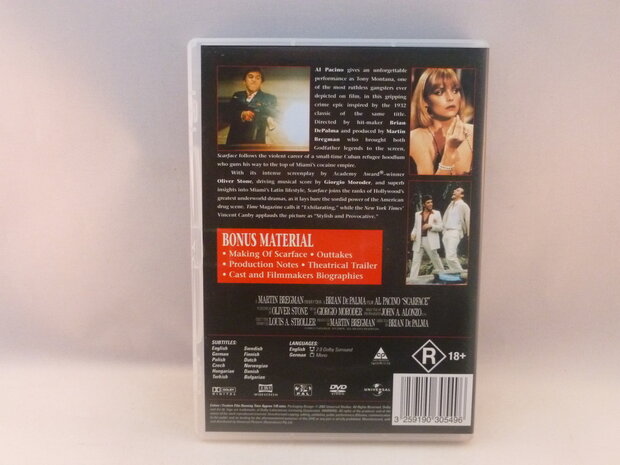 Al Pacino gives an unforgettable
performance as Tony Montana, one
of the most ruthless gangsters ever
depicted on film, in this gripping
crime epic inspired by the 1932
classic of the same title.
Directed by hit-maker Brian
DePalma and produced by Martin
Bregman who brought both
Godfather legends to the screen,
Scarface follows the violent career of a small-time Cuban refugee hoodlum
who guns his way to the top of Miami's cocaine empire.
With its intense screenplay by Academy Award®-winner
Oliver Stone, driving musical score by Giorgio Moroder, and superb
insights into Miami's Latin lifestyle, Scarface joins the ranks of Hollywood's
greatest underworld dramas, as it lays bare the sordid power of the American
drug scene. Time Magazine calls it "Exhilarating," while the New York Times'
Vincent Canby applauds the picture as "Stylish and Provocative."
BONUS MATERIAL
• Making Of Scarface • Outtakes
• Production Notes • Theatrical Trailer
• Cast and Filmmakers Biographies
A MARTIN BREGMAN A BRIAN DE PALMA FILM AL PACINO "SCARFACE"
OLIVER STONE GIORGIO MORODER JOHN A. ALONZO
LOUIS A. STROLLER MARTIN BREGMAN BRIAN DE PALMA
SUBTITLES:
English Swedish
German Finnish
Polish Dutch
Czech Norwegian
Hungarian Danish
Turkish Bulgarian
LANGUAGES:
English Dolby Surround
German Mono
R 18+
DOLBY
DIGITAL
WIDESCREEN
PAL
DVD
VIDEO
UNIVERSAL
3 259190 305496